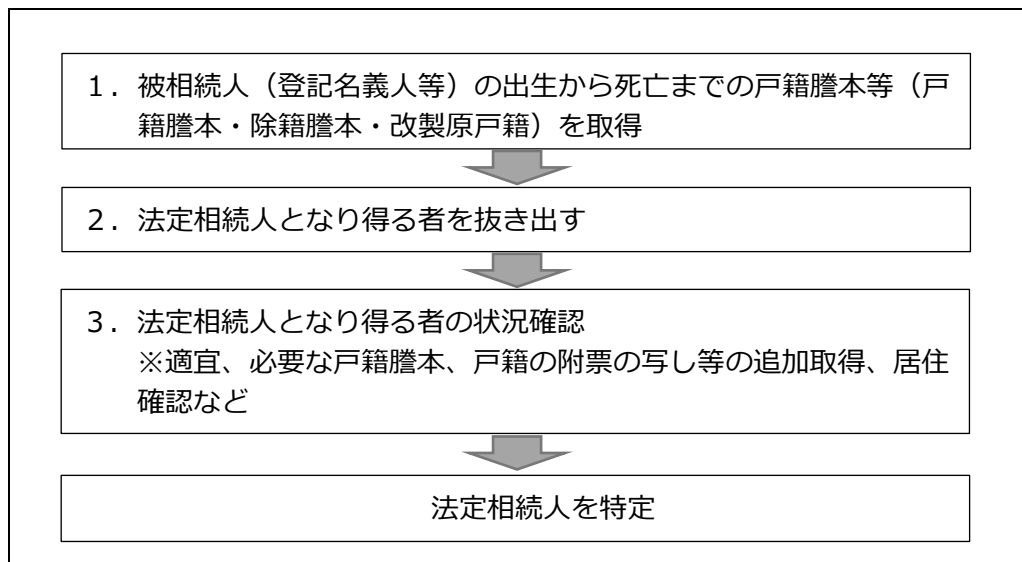 １．被相続人（登記名義人等）の出生から死亡までの戸籍謄本等（戸
籍謄本・除籍謄本・改製原戸籍）を取得
２．法定相続人となり得る者を抜き出す
３．法定相続人となり得る者の状況確認
※適宜、必要な戸籍謄本、戸籍の附票の写し等の追加取得、居住
確認など
法定相続人を特定